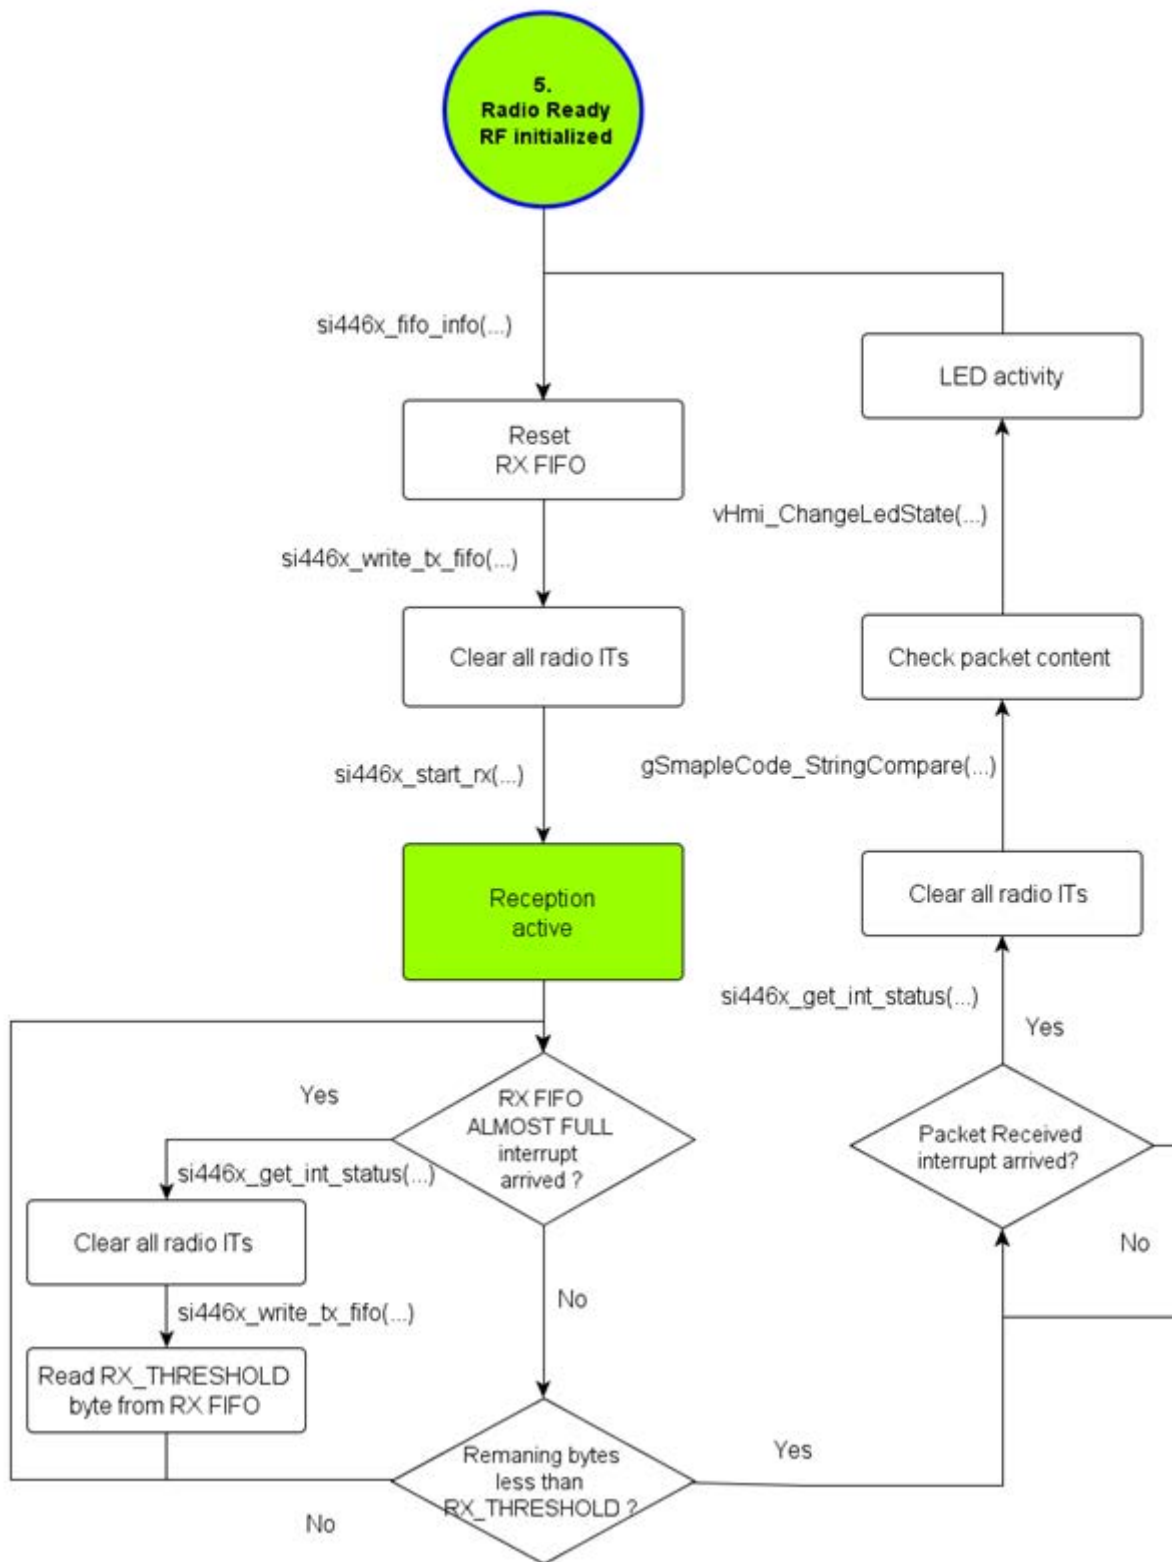 5.
Radio Ready
RF initialized
si446x_fifo_info(...)
LED activity
Reset
RX FIFO
vHmi_ChangeLedState(...)
si446x_write_tx_fifo(...)
Clear all radio ITs
Check packet content
si446x_start_rx(...)
gSmapleCode_StringCompare(...)
Reception
active
Clear all radio ITs
si446x_get_int_status(...)
Yes
Yes
RX FIFO
ALMOST FULL
interrupt
arrived ?
Packet Received
interrupt arrived?
si446x_get_int_status(...)
Clear all radio ITs
No
No
si446x_write_tx_fifo(...)
Read RX_THRESHOLD
byte from RX FIFO
Remaning bytes
less than
RX_THRESHOLD ?
Yes
No